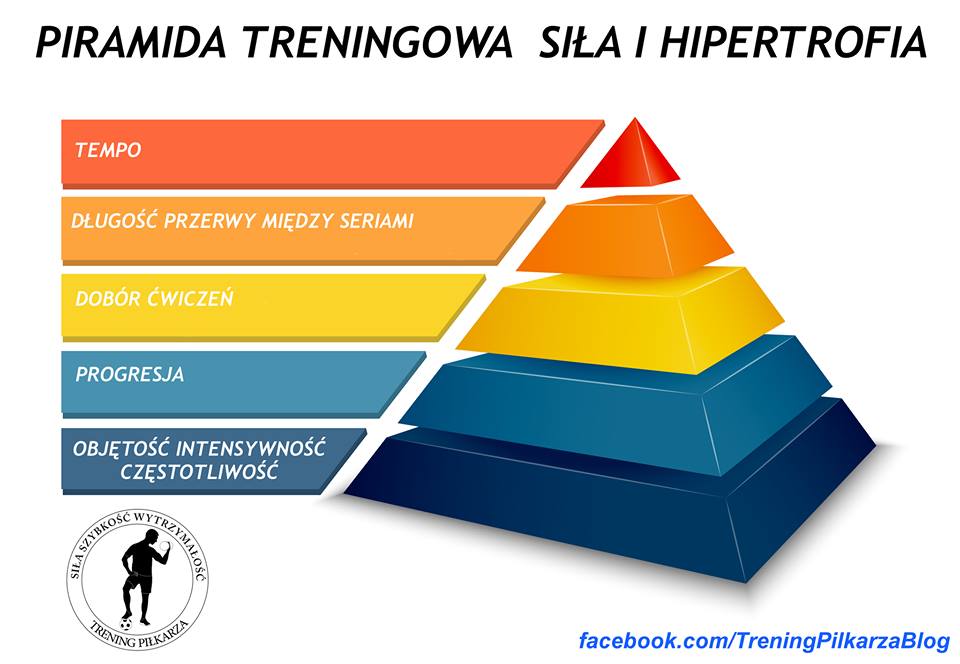 PIRAMIDA TRENINGOWA SIŁA I HIPERTROFIA
TEMPO
DŁUGOŚĆ PRZERWY MIĘDZY SERIAMI
DOBÓR ĆWICZEŃ
PROGRESJA
OBJĘTOŚĆ INTENSYWNOŚĆ
CZĘSTOTLIWOŚĆ
SIŁA SZYBKOŚĆ WYTRZYMAŁOŚĆ
TRENING PIŁKARZA
facebook.com/TreningPilkarzaBlog